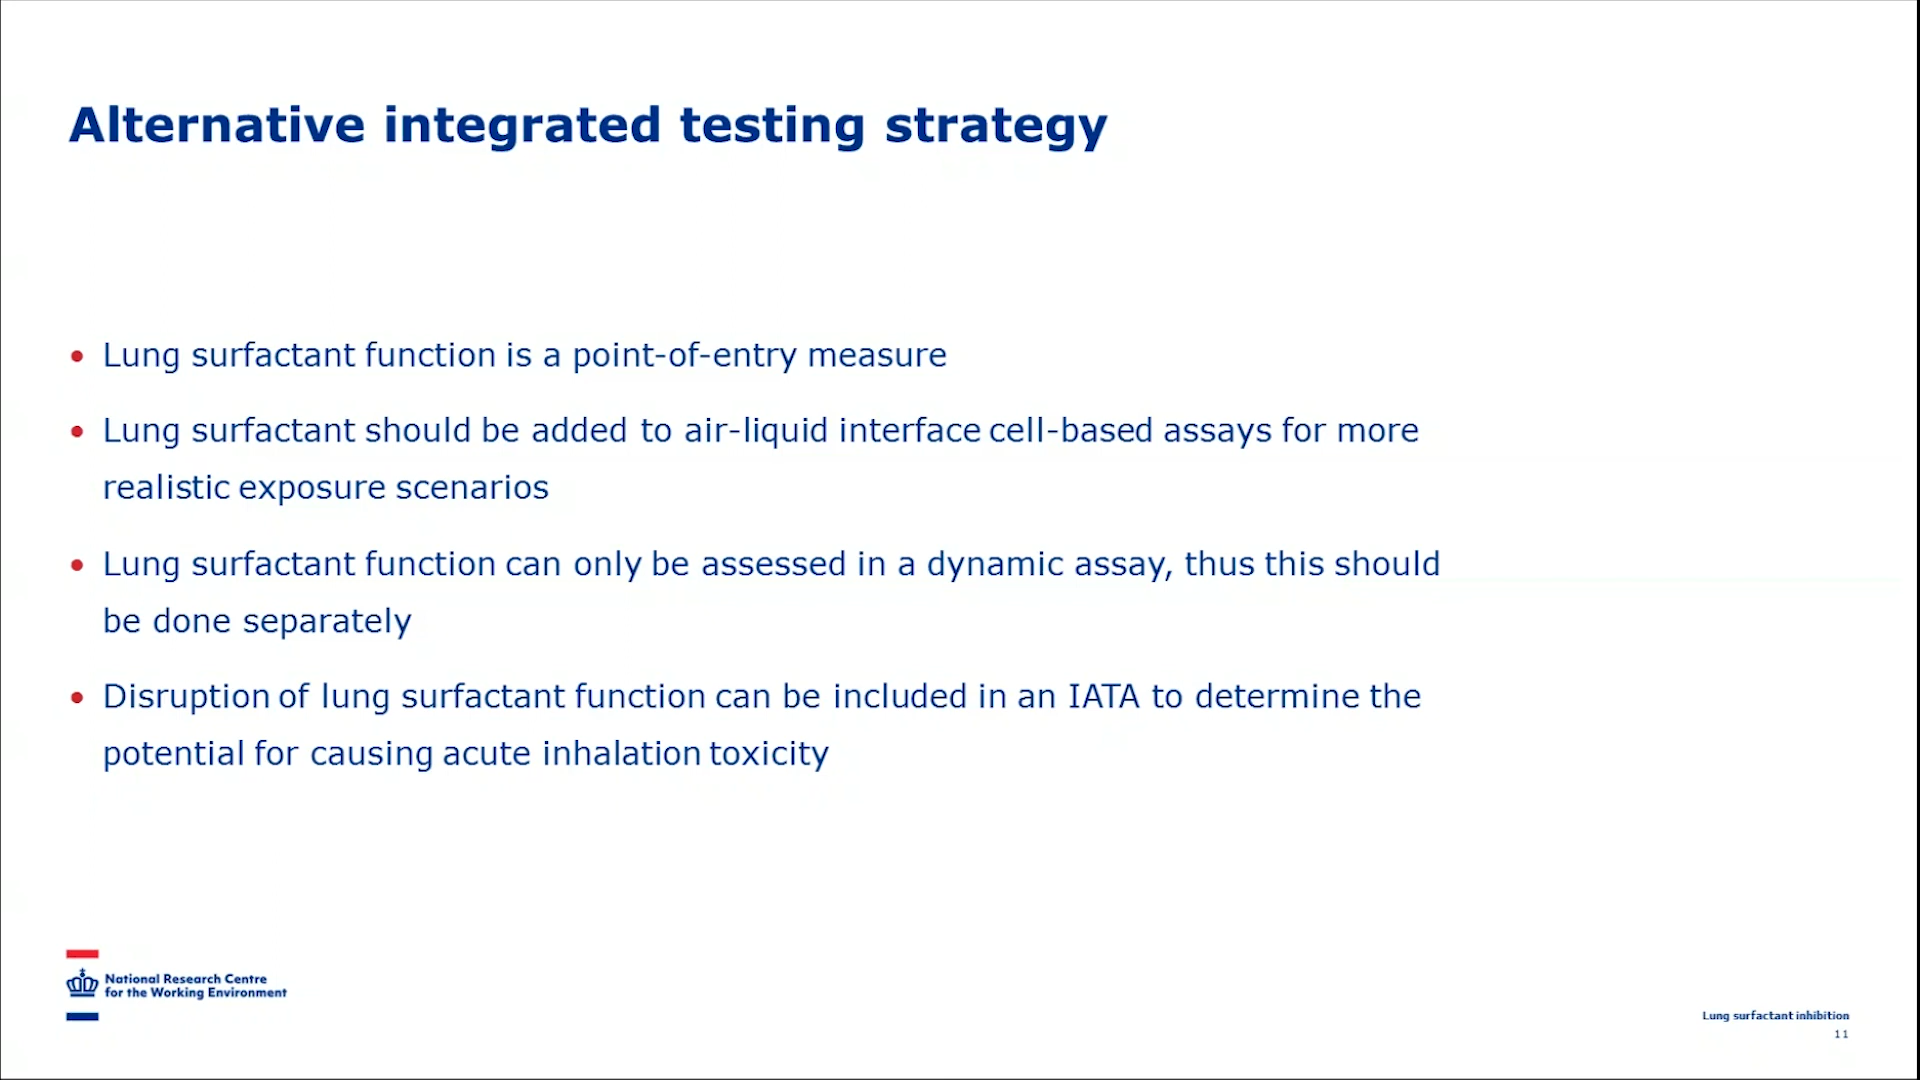 Alternative integrated testing strategy
• Lung surfactant function is a point-of-entry measure
• Lung surfactant should be added to air-liquid interface cell-based assays for more
realistic exposure scenarios
• Lung surfactant function can only be assessed in a dynamic assay, thus this should
be done separately
• Disruption of lung surfactant function can be included in an IATA to determine the
potential for causing acute inhalation toxicity
National Research Centre
for the Working Environment
Lung surfactant inhibition
11